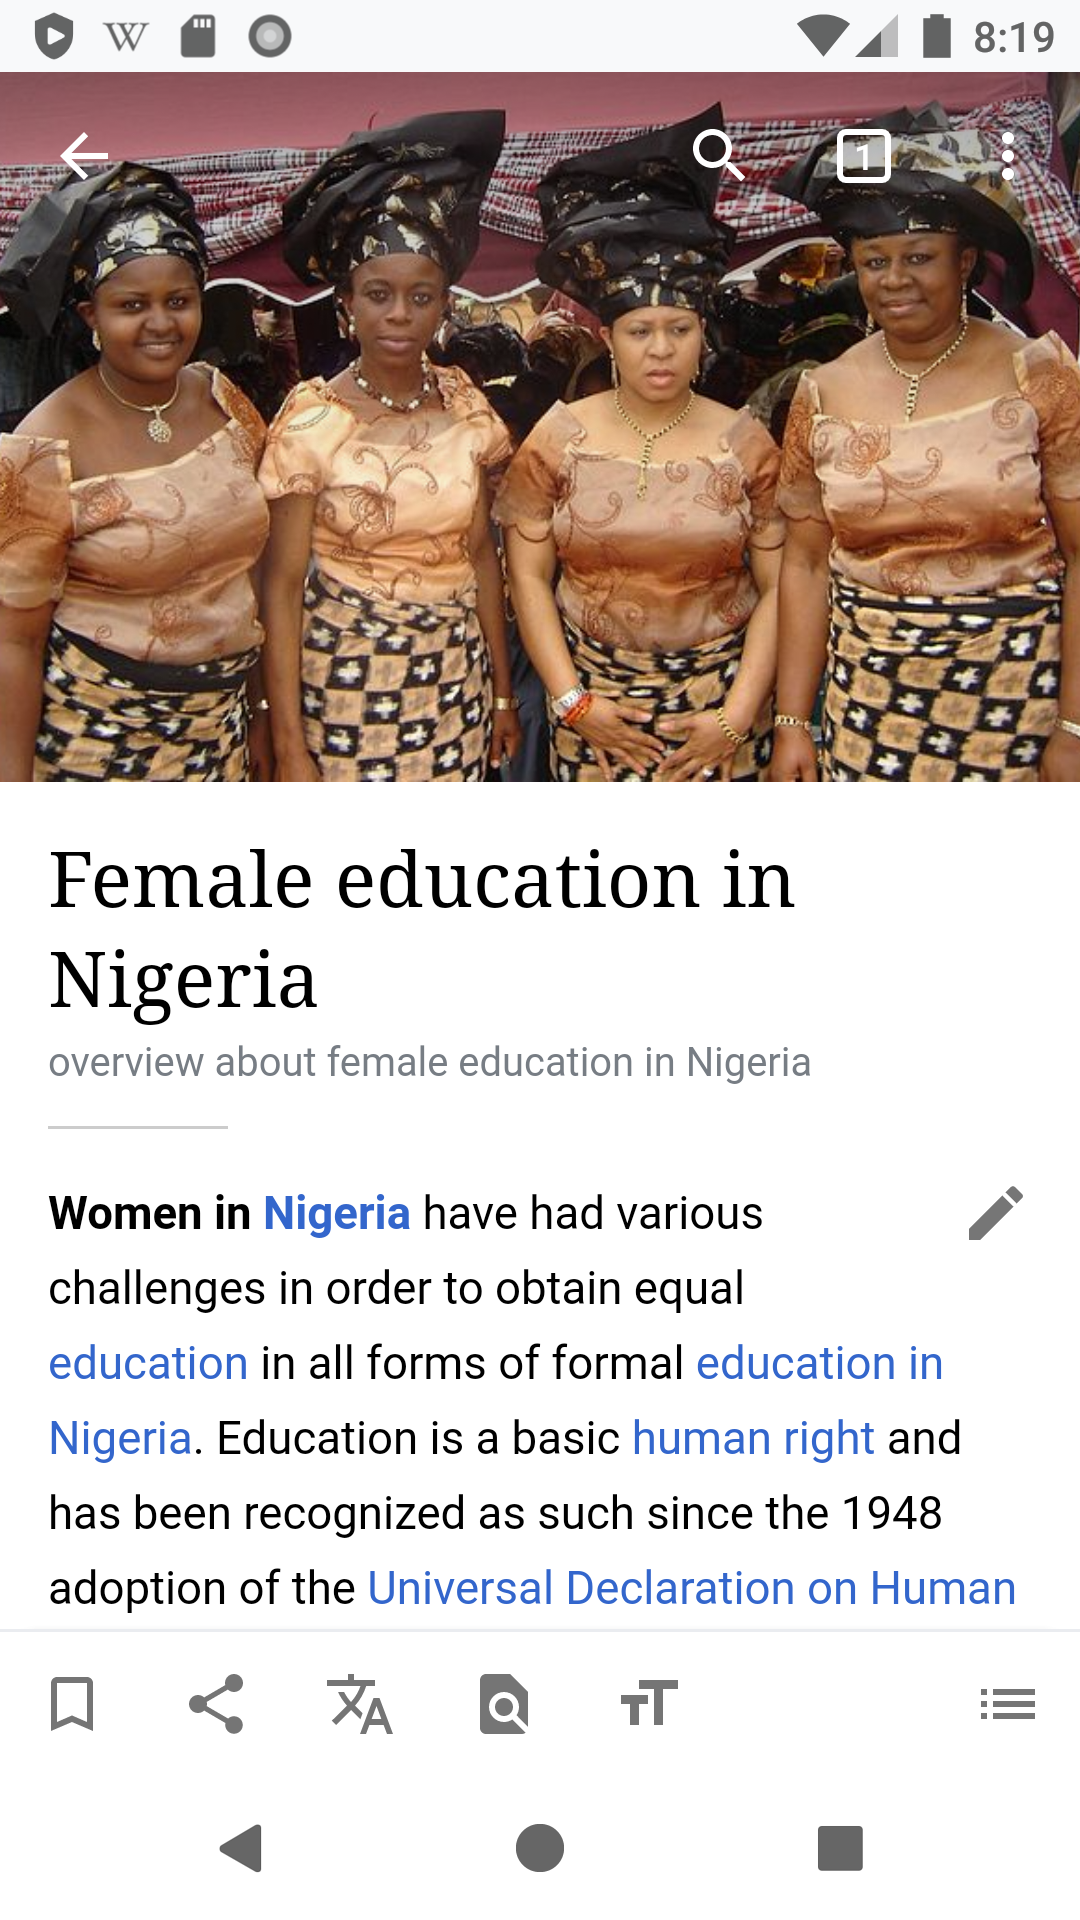 W 8:19
1
Female education in
Nigeria
overview about female education in Nigeria
Women in Nigeria have had various
challenges in order to obtain equal
education in all forms of formal education in
Nigeria. Education is a basic human right and
has been recognized as such since the 1948
adoption of the Universal Declaration on Human